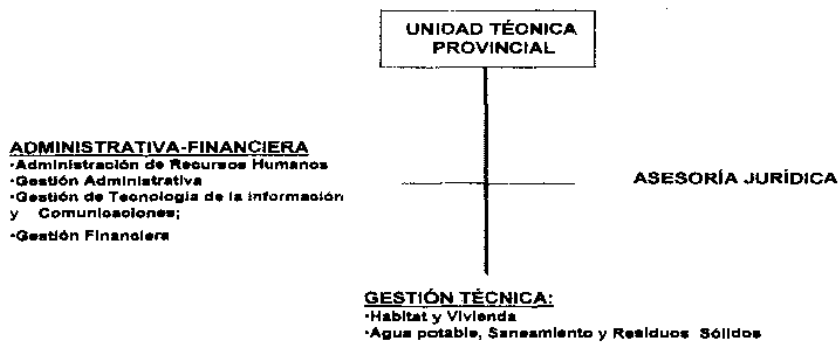 UNIDAD TÉCNICA
PROVINCIAL
ADMINISTRATIVA-FINANCIERA
•Administración de Recursos Humanos
•Gestión Administrativa
•Gestión de Tecnología de la información
y Comunicaciones;
•Gestión Financiera
ASESORÍA JURÍDICA
GESTIÓN TÉCNICA:
•Habitat y Vivienda
•Agua potable, Saneamiento y Residuos Sólidos